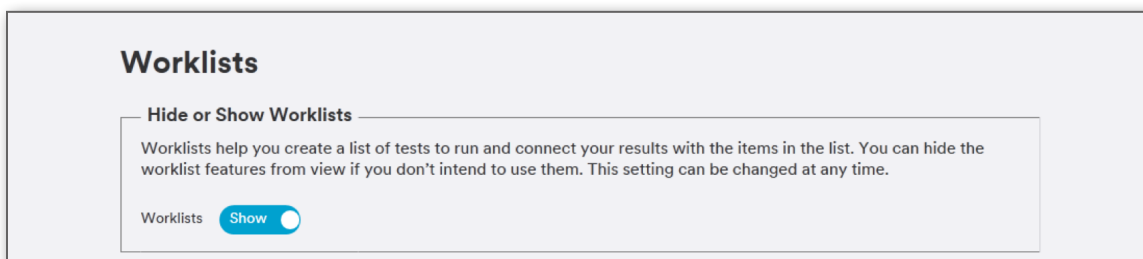 Worklists
Hide or Show Worklists
Worklists help you create a list of tests to run and connect your results with the items in the list. You can hide the
worklist features from view if you don’t intend to use them. This setting can be changed at any time.
Worklists Show